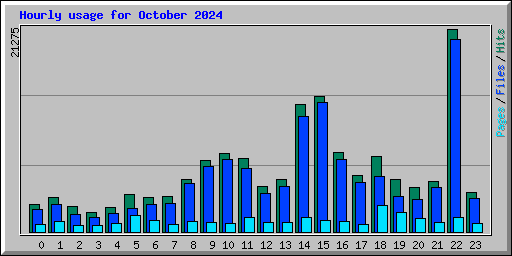 Hourly usage for October 2024
21275
Pages/Files/Hits
0 1 2 3 4 5 6 7 8 9 10 11 12 13 14 15 16 17 18 19 20 21 22 23